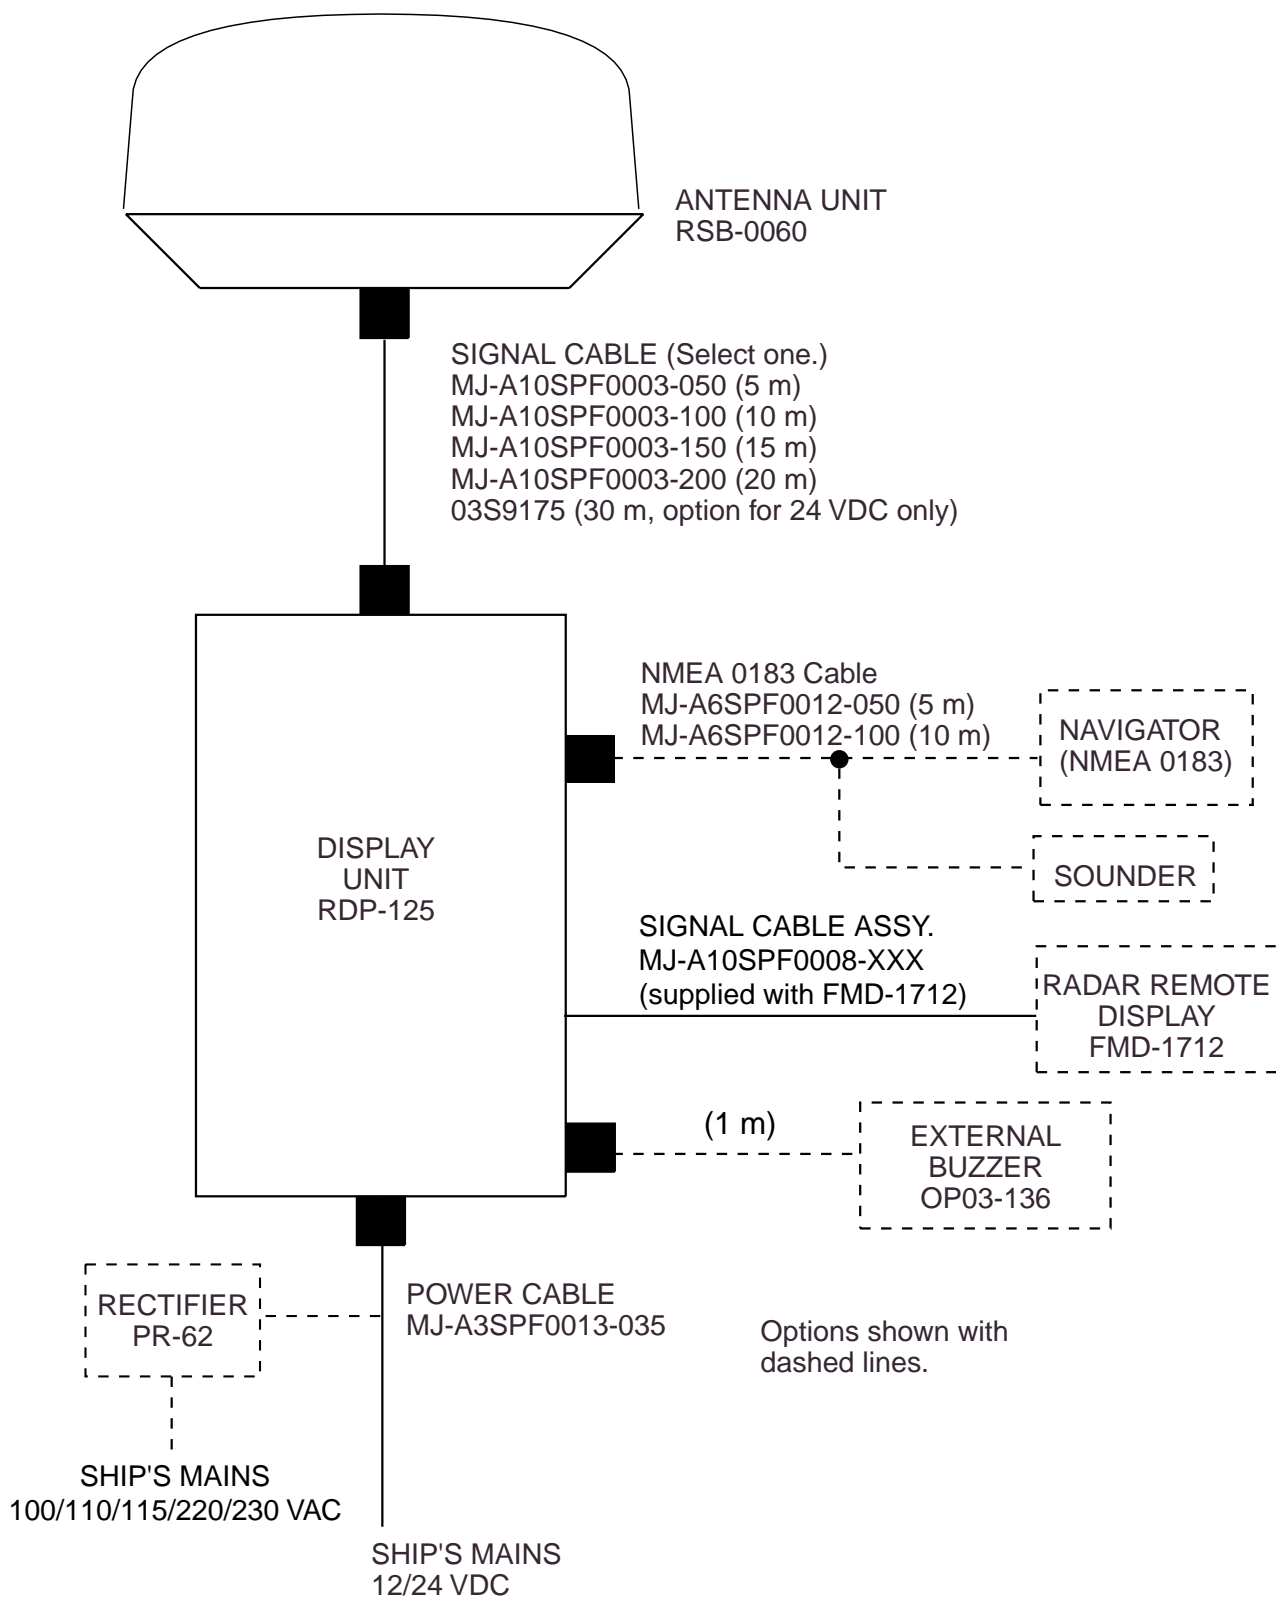 ANTENNA UNIT
RSB-0060
SIGNAL CABLE (Select one.)
MJ-A10SPF0003-050 (5 m)
MJ-A10SPF0003-100 (10 m)
MJ-A10SPF0003-150 (15 m)
MJ-A10SPF0003-200 (20 m)
03S9175 (30 m, option for 24 VDC only)
NMEA 0183 Cable
MJ-A6SPF0012-050 (5 m)
MJ-A6SPF0012-100 (10 m)
NAVIGATOR
(NMEA 0183)
DISPLAY
UNIT
RDP-125
SOUNDER
SIGNAL CABLE ASSY.
MJ-A10SPF0008-XXX
(supplied with FMD-1712)
RADAR REMOTE
DISPLAY
FMD-1712
(1 m)
EXTERNAL
BUZZER
OP03-136
RECTIFIER
PR-62
POWER CABLE
MJ-A3SPF0013-035
Options shown with
dashed lines.
SHIP'S MAINS
100/110/115/220/230 VAC
SHIP'S MAINS
12/24 VDC